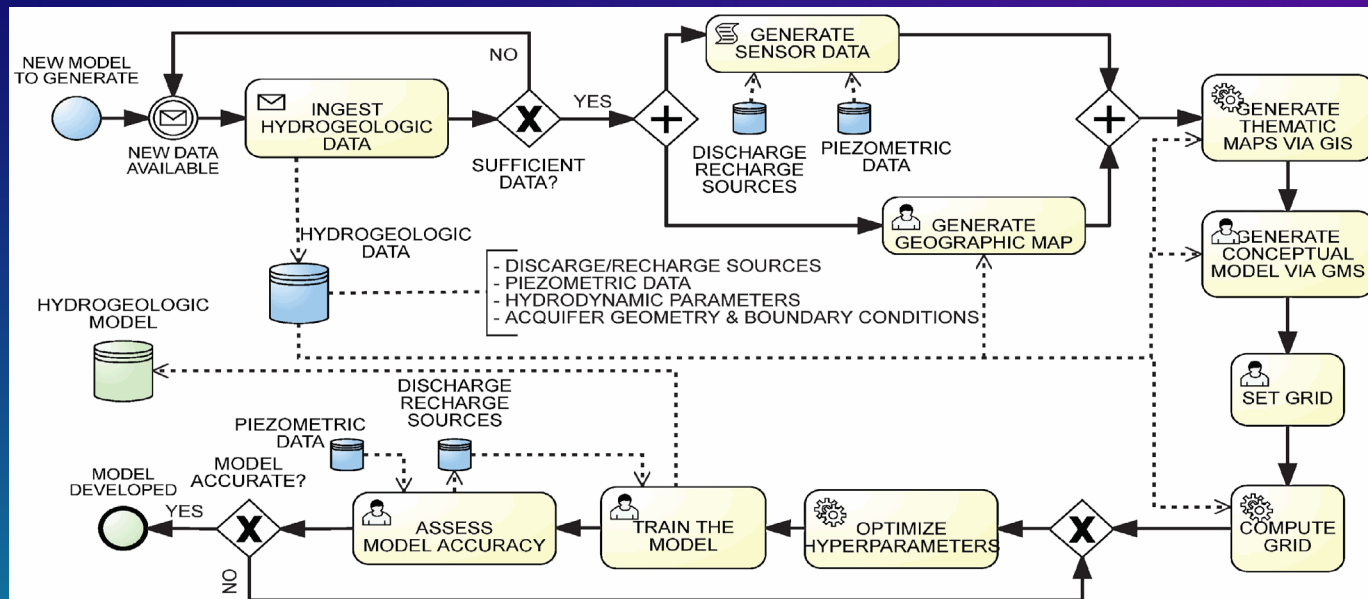 NEW MODEL
TO GENERATE
NEW DATA
AVAILABLE
INGEST
HYDROGEOLOGIC
DATA
NO
YES
SUFFICIENT
DATA?
GENERATE
SENSOR DATA
DISCHARGE
RECHARGE
SOURCES
PIEZOMETRIC
DATA
GENERATE
GEOGRAPHIC MAP
GENERATE
THEMATIC
MAPS VIA GIS
GENERATE
CONCEPTUAL
MODEL VIA GMS
SET GRID
COMPUTE
GRID
HYDROGEOLOGIC
DATA
- DISCARGE/RECHARGE SOURCES
- PIEZOMETRIC DATA
- HYDRODYNAMIC PARAMETERS
- ACQUIFER GEOMETRY & BOUNDARY CONDITIONS
HYDROGEOLOGIC
MODEL
DISCHARGE
RECHARGE
SOURCES
PIEZOMETRIC
DATA
OPTIMIZE
HYPERPARAMETERS
TRAIN THE
MODEL
ASSESS
MODEL ACCURACY
MODEL
ACCURATE?
YES
NO
MODEL
DEVELOPED